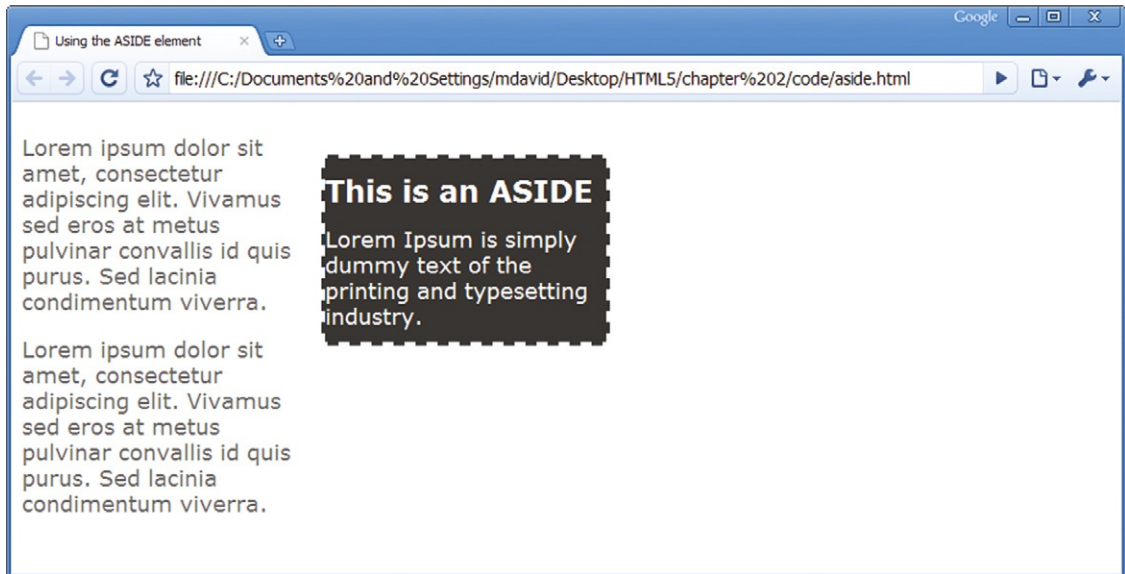 Google
Using the ASIDE element
file:///C:/Documents%20and%20Settings/mdavid/Desktop/HTML5/chapter%202/code/aside.html
Lorem ipsum dolor sit
amet, consectetur
adipiscing elit. Vivamus
sed eros at metus
pulvinar convallis id quis
purus. Sed lacinia
condimentum viverra.
Lorem ipsum dolor sit
amet, consectetur
adipiscing elit. Vivamus
sed eros at metus
pulvinar convallis id quis
purus. Sed lacinia
condimentum viverra.
This is an ASIDE
Lorem Ipsum is simply
dummy text of the
printing and typesetting
industry.